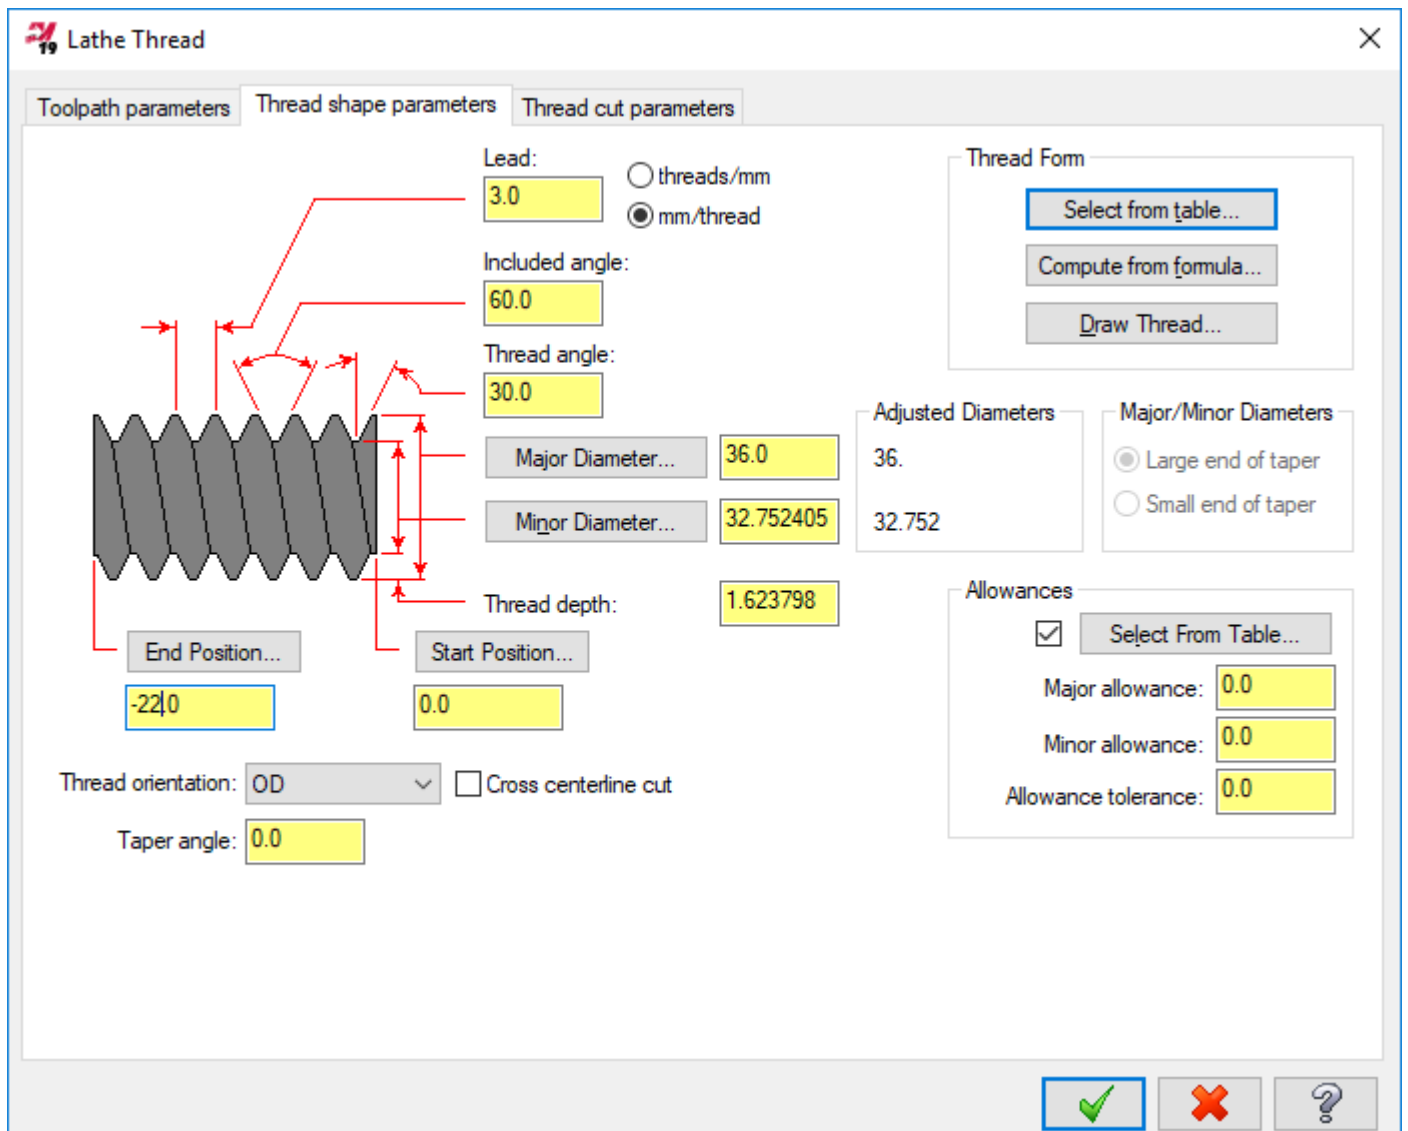 19 Lathe Thread
Toolpath parameters Thread shape parameters Thread cut parameters
Lead:
3.0
threads/mm
mm/thread
Included angle:
60.0
Thread angle:
30.0
Major Diameter... 36.0
Minor Diameter... 32.752405
Thread depth: 1.623798
End Position... Start Position...
-22.0 0.0
Thread orientation: OD Cross centerline cut
Taper angle: 0.0
Thread Form
Select from table...
Compute from formula...
Draw Thread...
Adjusted Diameters
36.
32.752
Major/Minor Diameters
Large end of taper
Small end of taper
Allowances
Select From Table...
Major allowance: 0.0
Minor allowance: 0.0
Allowance tolerance: 0.0